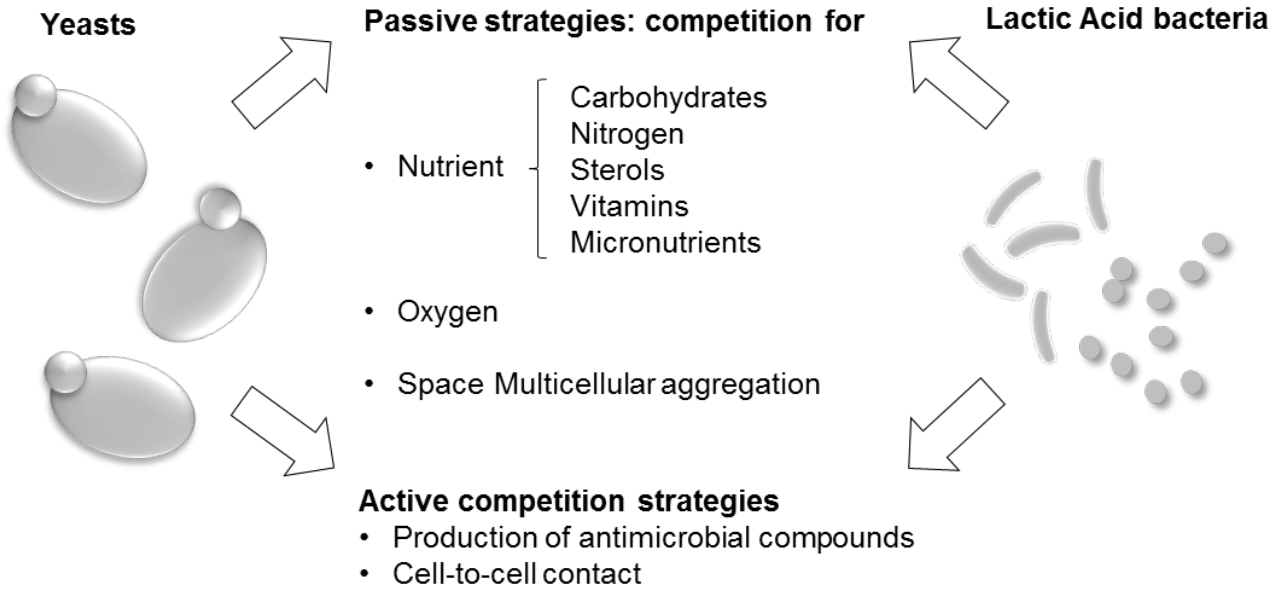 Yeasts
Passive strategies: competition for
Lactic Acid bacteria
• Nutrient
Carbohydrates
Nitrogen
Sterols
Vitamins
Micronutrients
• Oxygen
• Space Multicellular aggregation
Active competition strategies
• Production of antimicrobial compounds
• Cell-to-cell contact